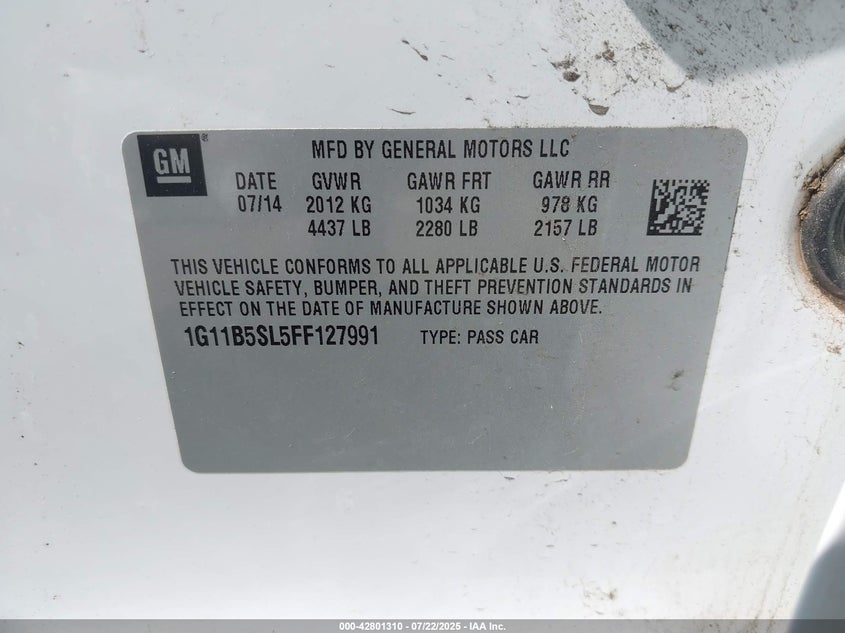 GM
MFD BY GENERAL MOTORS LLC
DATE GVWR GAWR FRT GAWR RR
07/14 2012 KG 1034 KG 978 KG
4437 LB 2280 LB 2157 LB
THIS VEHICLE CONFORMS TO ALL APPLICABLE U.S. FEDERAL MOTOR
VEHICLE SAFETY, BUMPER, AND THEFT PREVENTION STANDARDS IN
EFFECT ON THE DATE OF MANUFACTURE SHOWN ABOVE.
1G11B5SL5FF127991 TYPE: PASS CAR
000-42801310 - 07/22/2025 - IAA Inc.